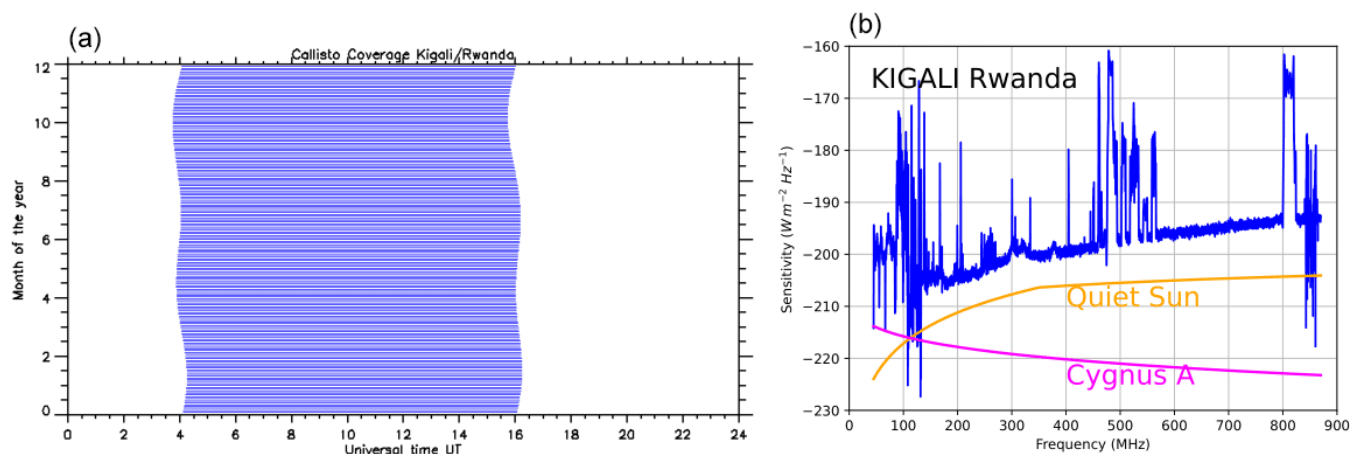 (a)
Callisto Coverage Kigali/Rwanda
12
10
8
6
4
2
0
Month of the year
0 2 4 6 8 10 12 14 16 18 20 22 24
Universal time UT
(b)
−160
−170
−180
−190
−200
−210
−220
−230
Sensitivity (W m⁻² Hz⁻¹)
KIGALI Rwanda
Quiet Sun
Cygnus A
0 100 200 300 400 500 600 700 800 900
Frequency (MHz)